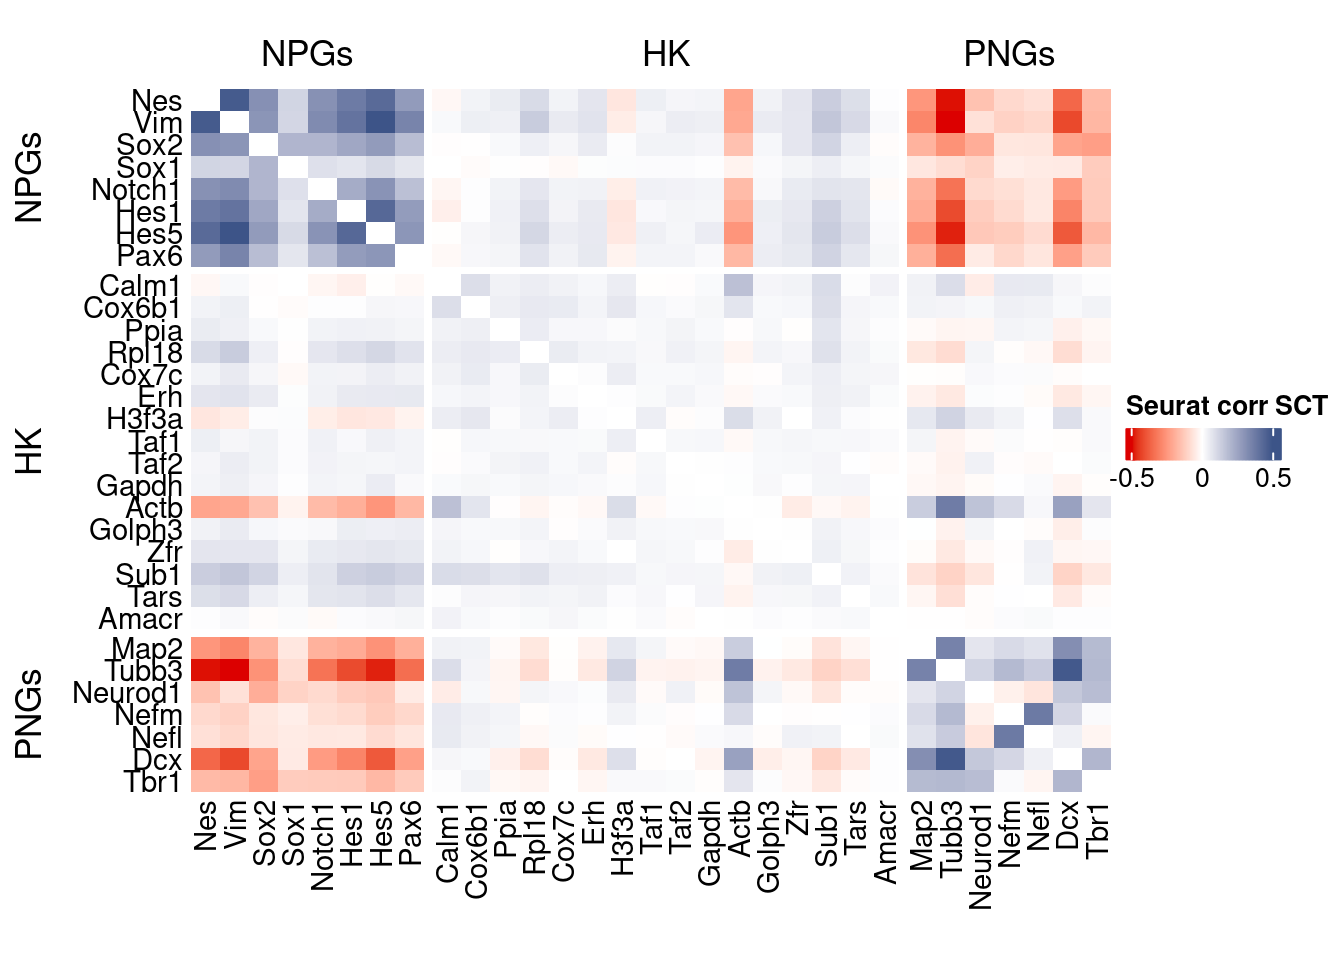 NPGs HK PNGs
NPGs
HK
PNGs
Nes
Vim
Sox2
Sox1
Notch1
Hes1
Hes5
Pax6
Calm1
Cox6b1
Ppia
Rpl18
Cox7c
Erh
H3f3a
Taf1
Taf2
Gapdh
Actb
Golph3
Zfr
Sub1
Tars
Amacr
Map2
Tubb3
Neurod1
Nefm
Nefl
Dcx
Tbr1
Seurat corr SCT
-0.5 0 0.5
Nes Vim Sox2 Sox1 Notch1 Hes1 Hes5 Pax6 Calm1 Cox6b1 Ppia Rpl18 Cox7c Erh H3f3a Taf1 Taf2 Gapdh Actb Golph3 Zfr Sub1 Tars Amacr Map2 Tubb3 Neurod1 Nefm Nefl Dcx Tbr1